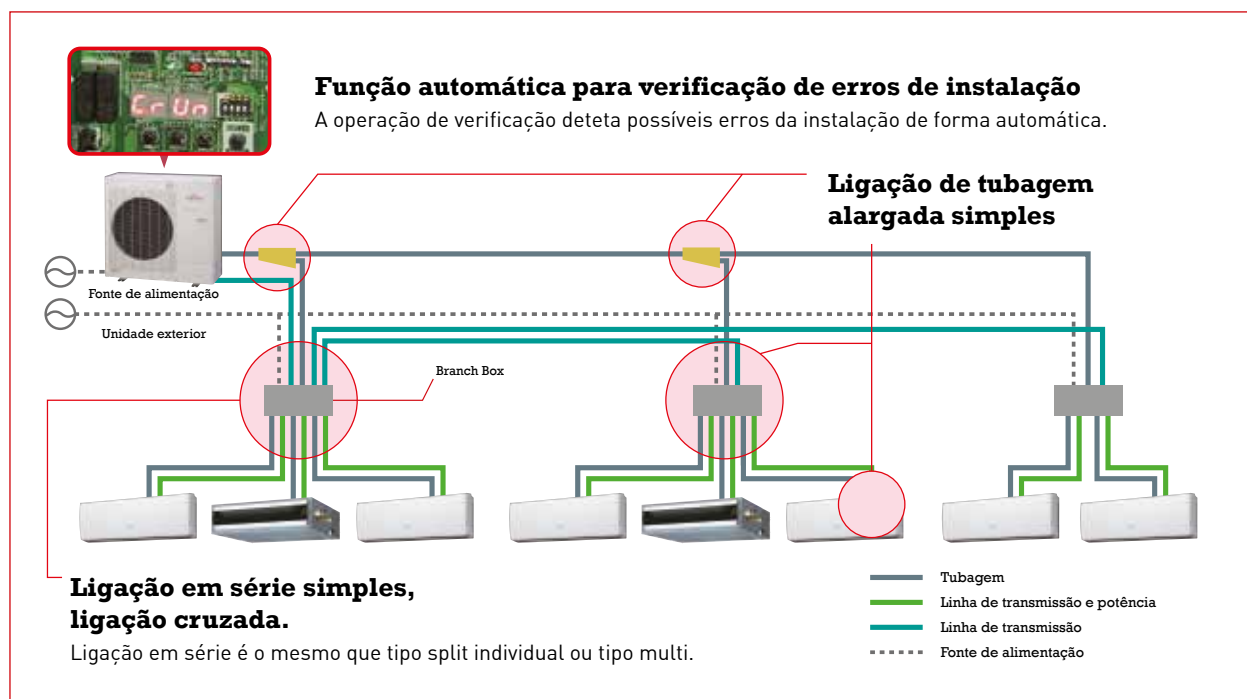 Cr Un
Função automática para verificação de erros de instalação
A operação de verificação deteta possíveis erros da instalação de forma automática.
Ligação de tubagem
alargada simples
Fonte de alimentação
Unidade exterior
Branch Box
Ligação em série simples,
ligação cruzada.
Ligação em série é o mesmo que tipo split individual ou tipo multi.
Tubagem
Linha de transmissão e potência
Linha de transmissão
Fonte de alimentação